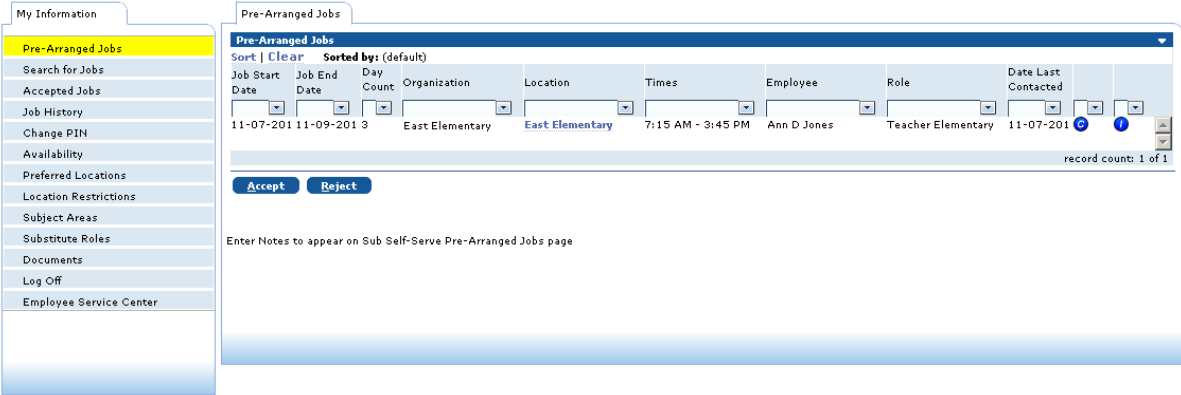 My Information
Pre-Arranged Jobs
Search for Jobs
Accepted Jobs
Job History
Change PIN
Availability
Preferred Locations
Location Restrictions
Subject Areas
Substitute Roles
Documents
Log Off
Employee Service Center
Pre-Arranged Jobs
Pre-Arranged Jobs
Sort | Clear Sorted by: (default)
Job Start Date Job End Date Day Count Organization Location Times Employee Role Date Last Contacted
11-07-201 11-09-201 3 East Elementary East Elementary 7:15 AM - 3:45 PM Ann D Jones Teacher Elementary 11-07-201 C I
record count: 1 of 1
Accept Reject
Enter Notes to appear on Sub Self-Serve Pre-Arranged Jobs page